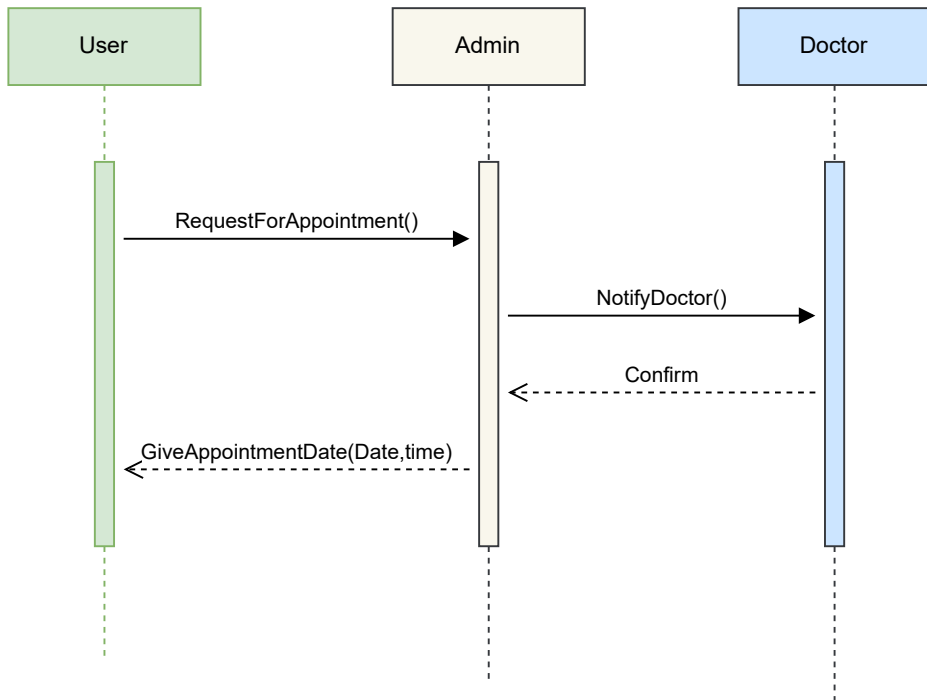 User
Admin
Doctor
RequestForAppointment()
NotifyDoctor()
Confirm
GiveAppointmentDate(Date,time)